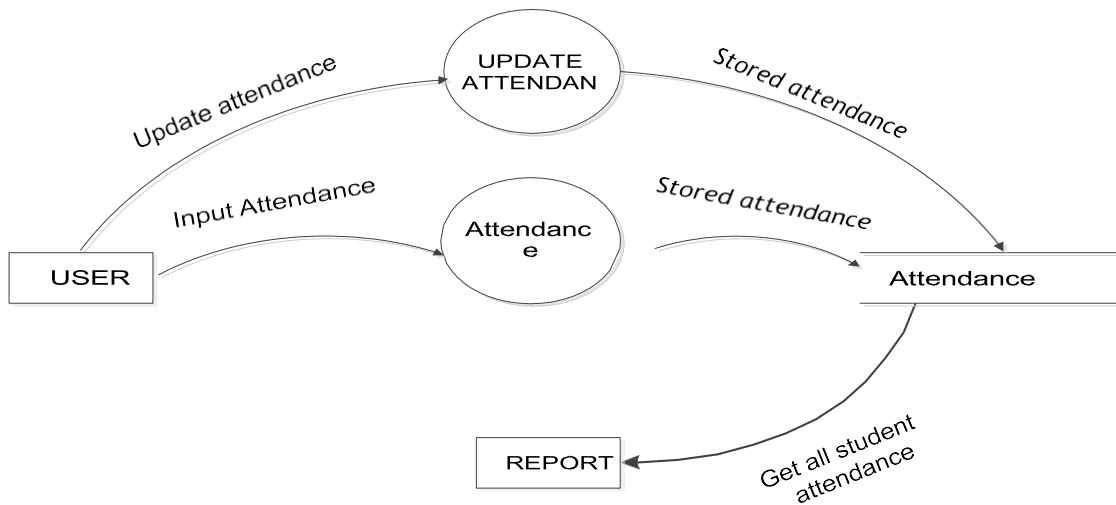 UPDATE
ATTENDAN
Stored attendance
Update attendance
Input Attendance
Attendanc
e
Stored attendance
USER
Attendance
REPORT
Get all student
attendance